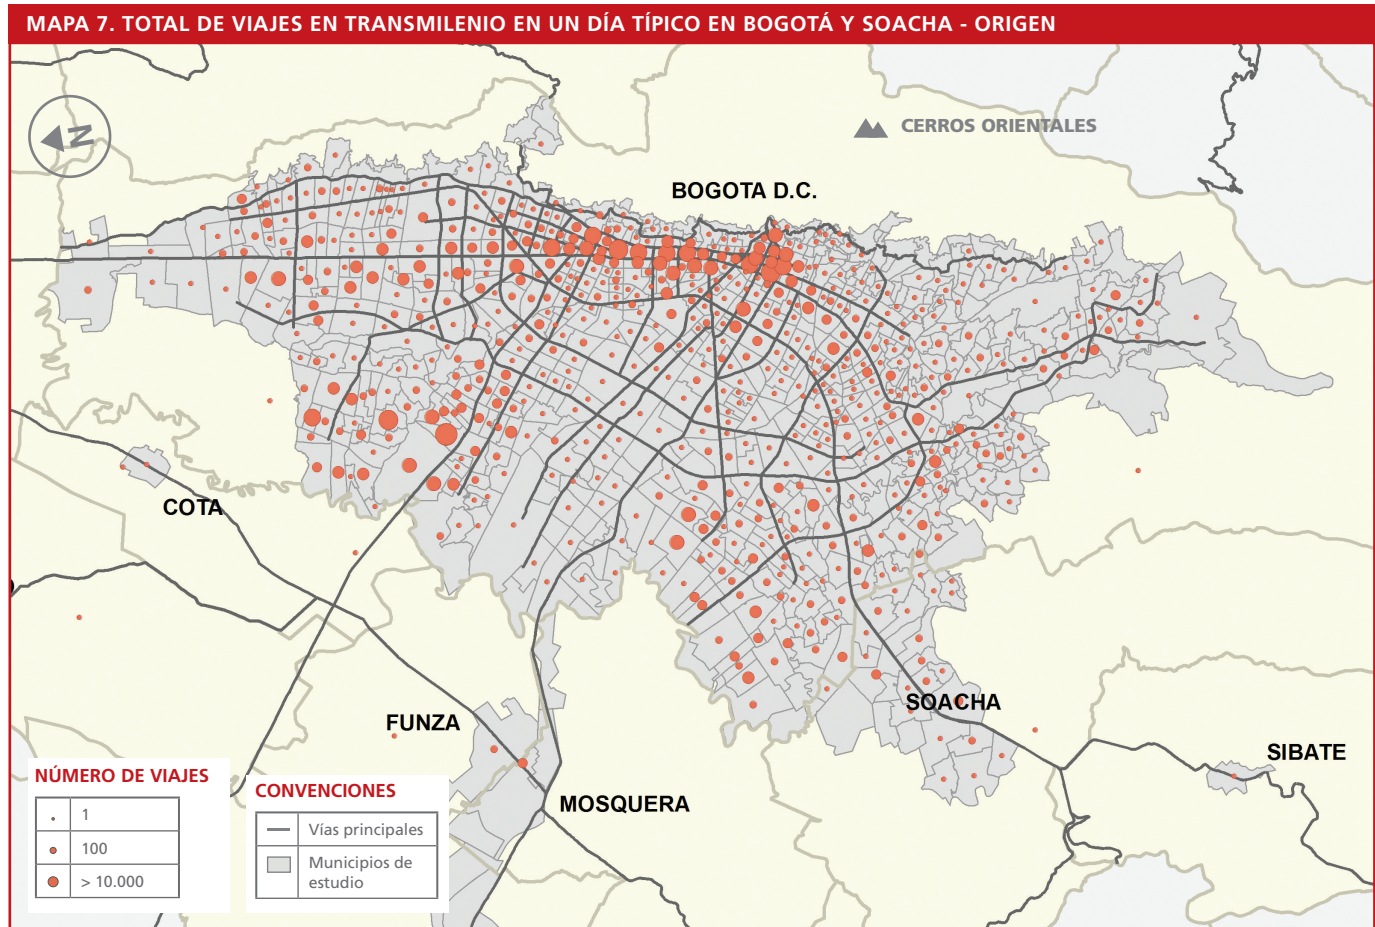 MAPA 7. TOTAL DE VIAJES EN TRANSMILENIO EN UN DÍA TÍPICO EN BOGOTÁ Y SOACHA - ORIGEN
N
CERROS ORIENTALES
BOGOTA D.C.
COTA
FUNZA
SOACHA
SIBATE
MOSQUERA
NÚMERO DE VIAJES
1
100
> 10.000
CONVENCIONES
Vías principales
Municipios de
estudio